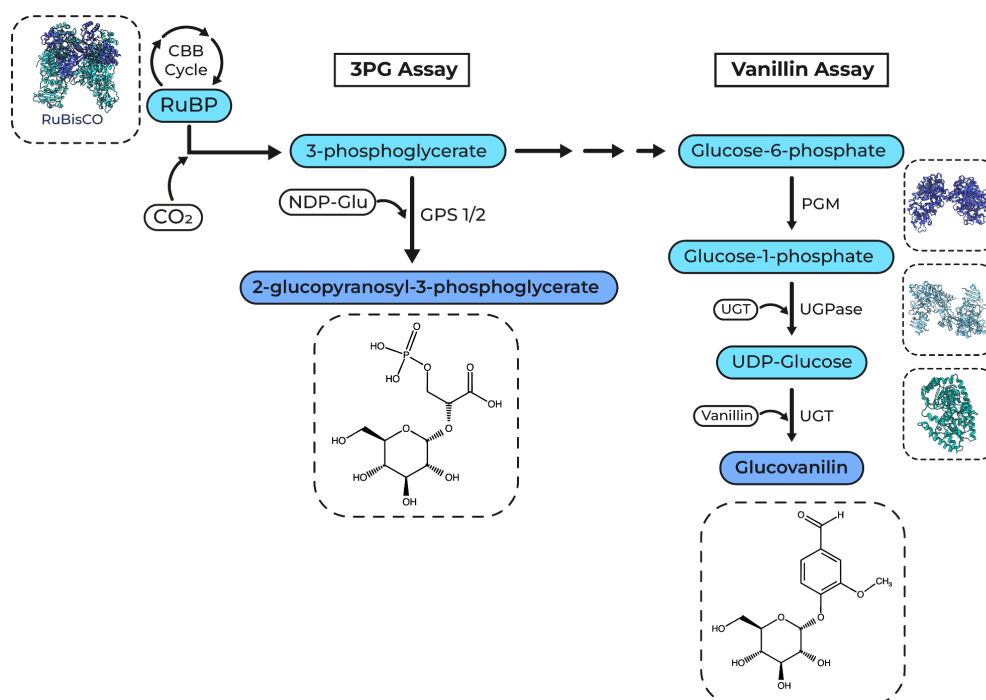 CBB
Cycle
RuBisCO
RuBP
CO₂
3PG Assay
3-phosphoglycerate
NDP-Glu
GPS 1/2
2-glucopyranosyl-3-phosphoglycerate
O
HO
P
HO
O
O
OH
O
HO
O
HO
OH
OH
Vanillin Assay
Glucose-6-phosphate
PGM
Glucose-1-phosphate
UGT
UGPase
UDP-Glucose
Vanillin
UGT
Glucovanilin
O
H
O
CH₃
O
HO
O
HO
OH
OH